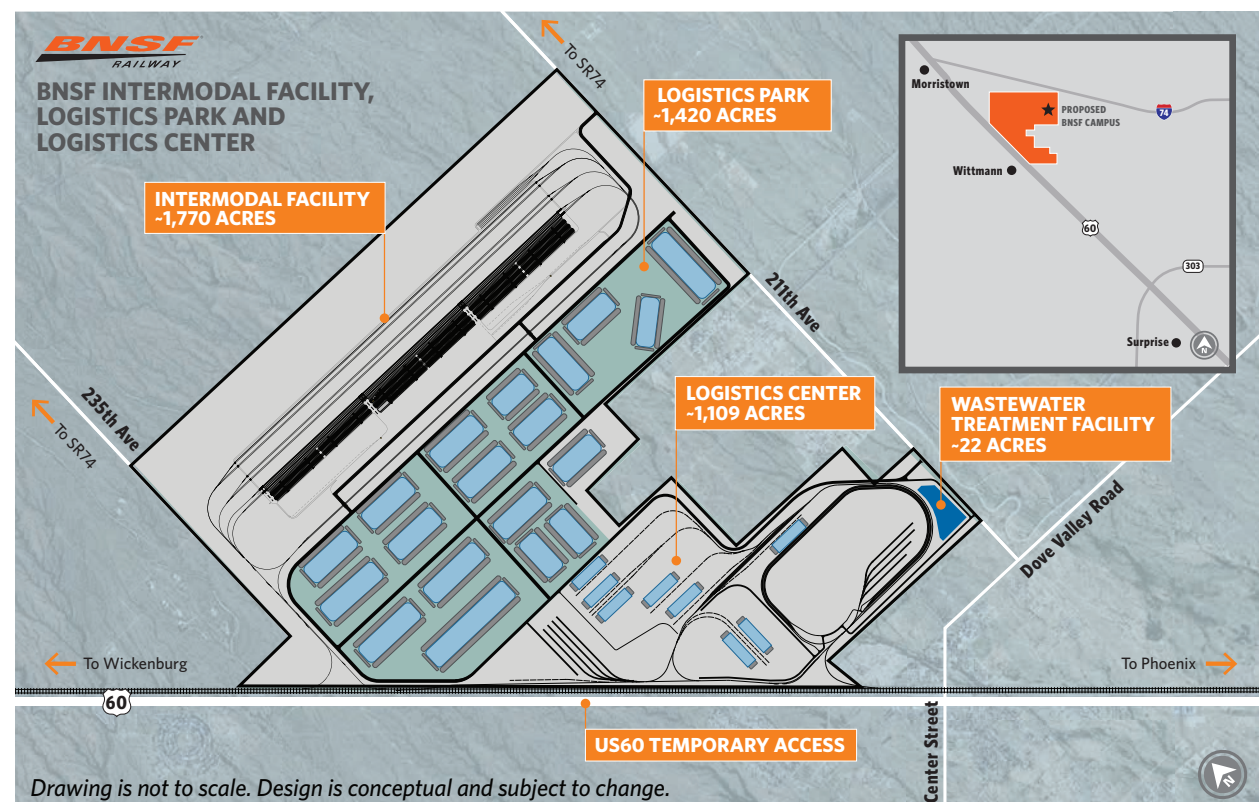 BNSF
RAILWAY
BNSF INTERMODAL FACILITY,
LOGISTICS PARK AND
LOGISTICS CENTER
To SR74
LOGISTICS PARK
~1,420 ACRES
INTERMODAL FACILITY
~1,770 ACRES
Morristown
PROPOSED
BNSF CAMPUS
74
Wittmann
60
303
Surprise
N
211th Ave
235th Ave
To SR74
LOGISTICS CENTER
~1,109 ACRES
WASTEWATER
TREATMENT FACILITY
~22 ACRES
Dove Valley Road
To Wickenburg
To Phoenix
60
US60 TEMPORARY ACCESS
Center Street
N
Drawing is not to scale. Design is conceptual and subject to change.